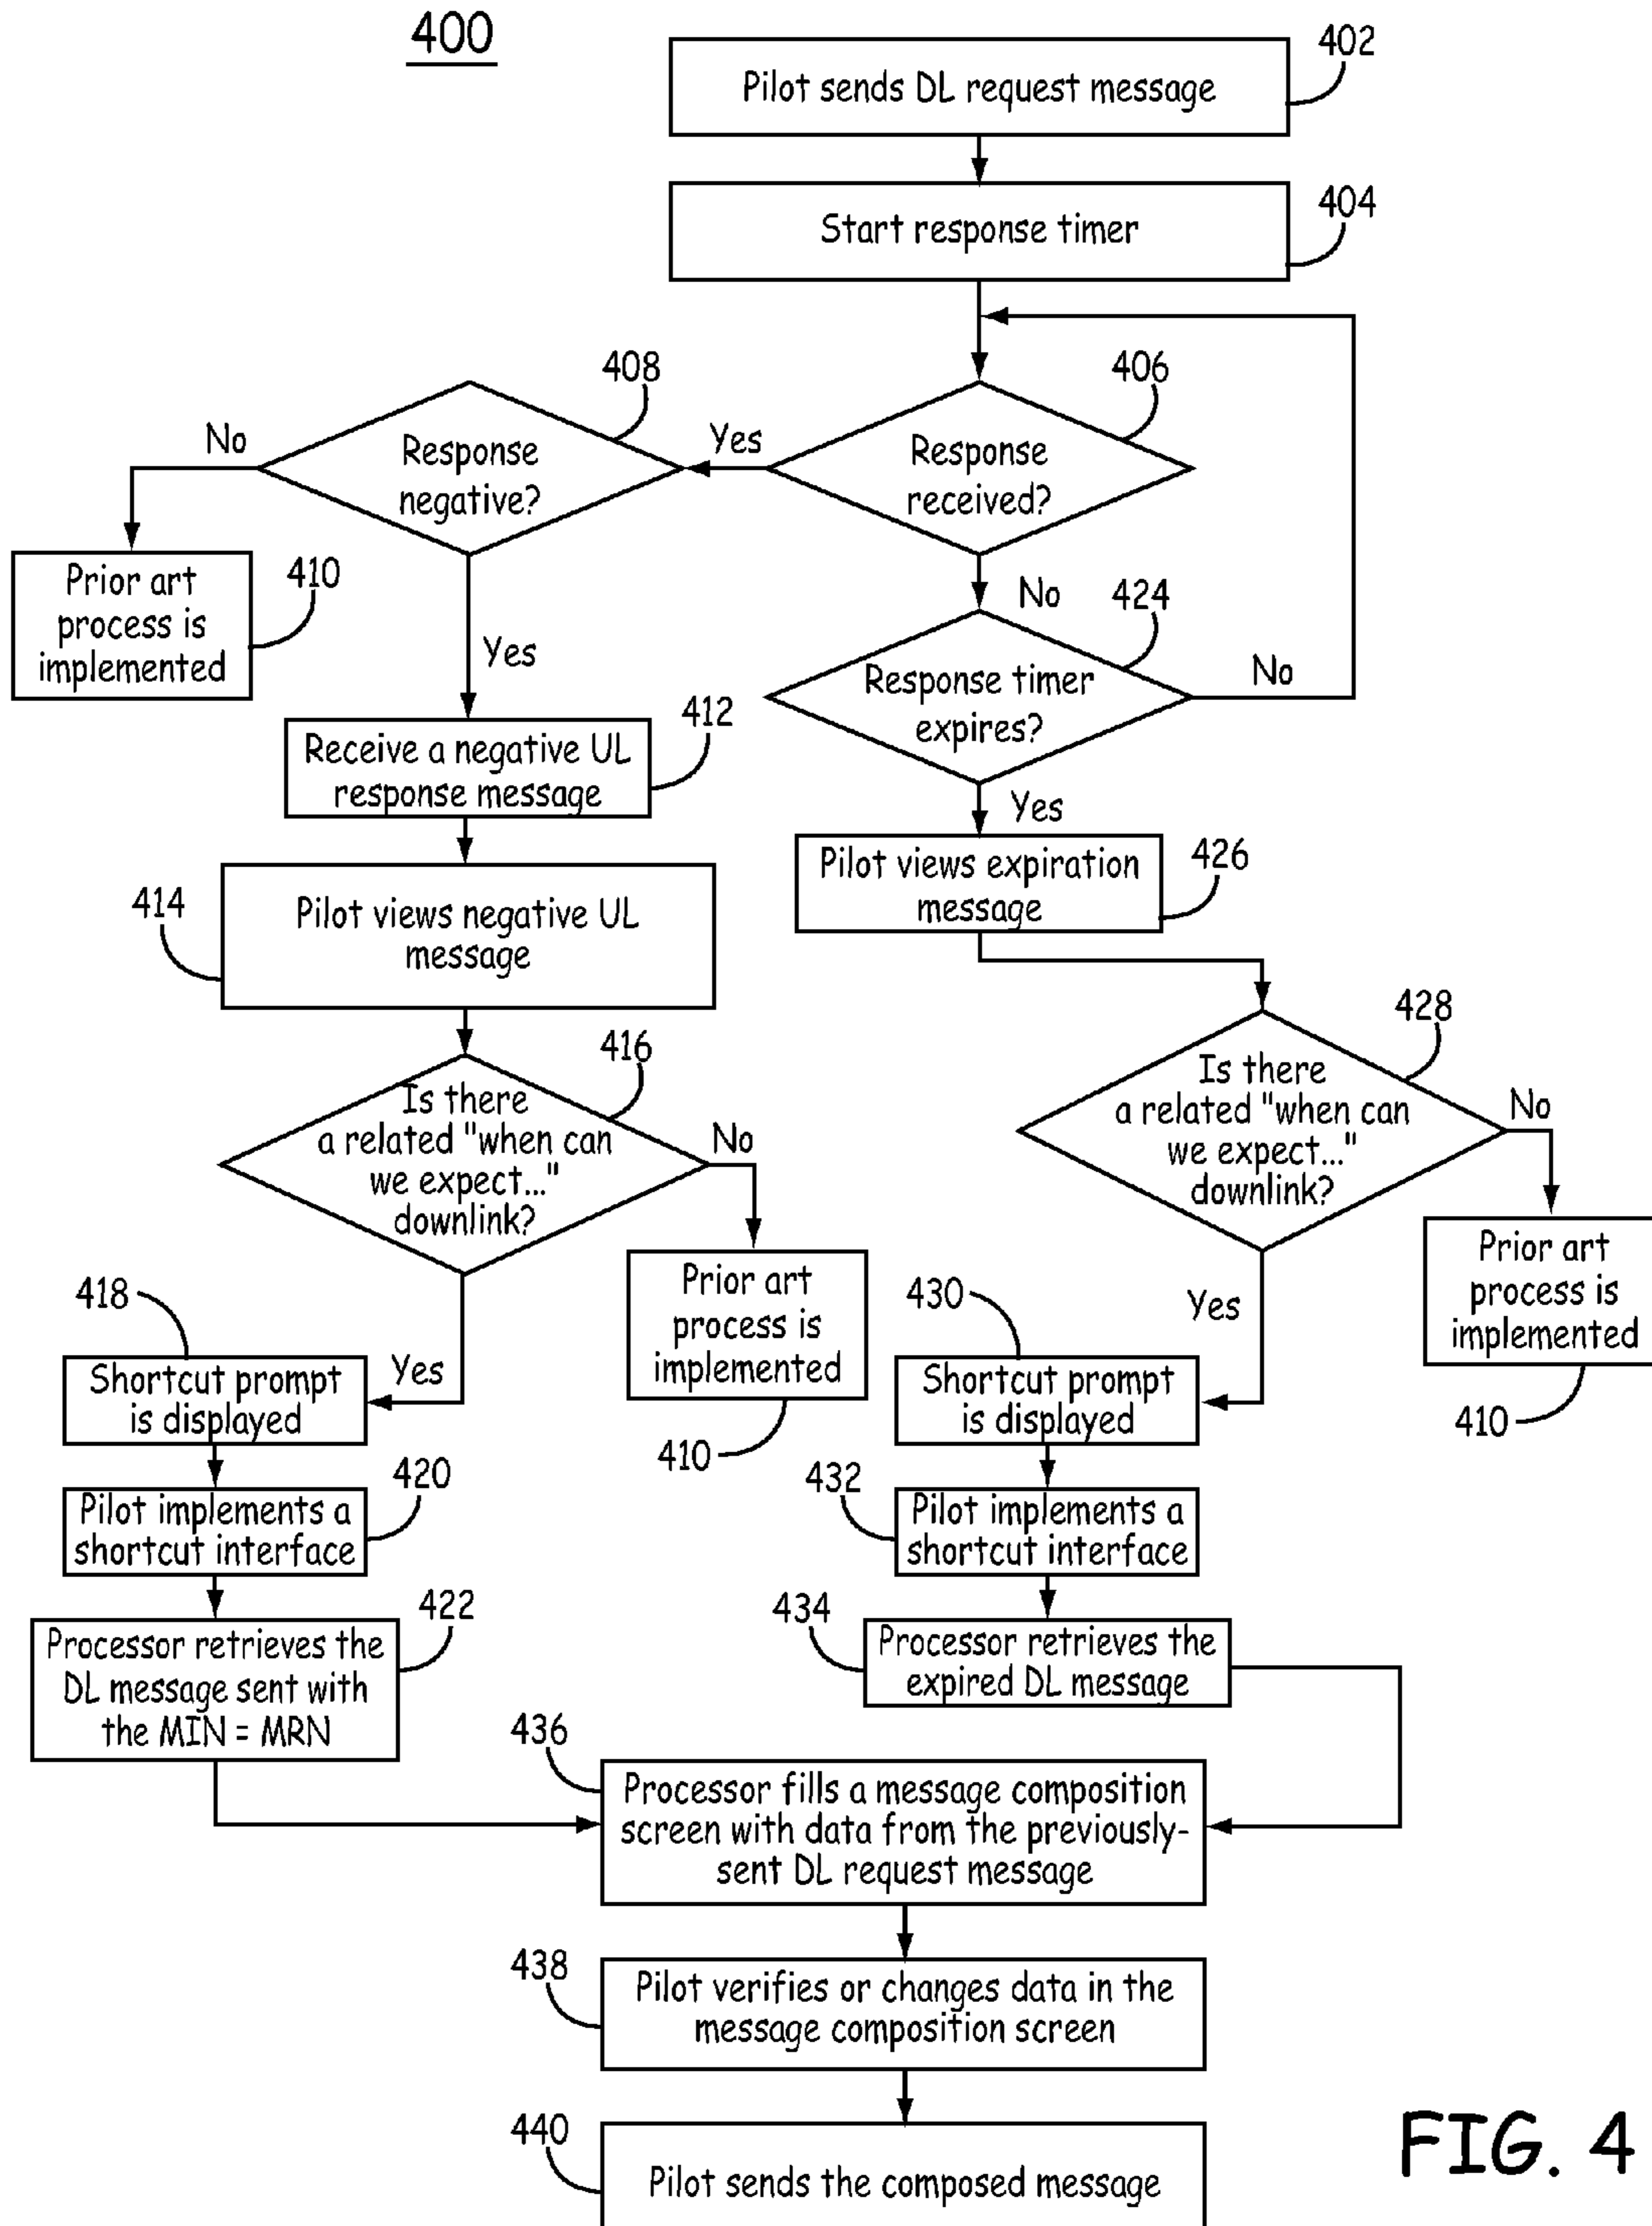 400
402
Pilot sends DL request message
404
Start response timer
408
406
No
Response
negative?
Yes
Response
received?
410
Prior art
process is
implemented
Yes
No
424
Response timer
expires?
No
412
Receive a negative UL
response message
Yes
426
Pilot views expiration
message
414
Pilot views negative UL
message
428
416
Is there
a related "when can
we expect..."
downlink?
No
Is there
a related "when can
we expect..."
downlink?
No
418
Prior art
process is
implemented
410
430
Yes
Prior art
process is
implemented
410
Shortcut prompt
is displayed
Yes
Shortcut prompt
is displayed
420
Pilot implements a
shortcut interface
432
Pilot implements a
shortcut interface
422
Processor retrieves the
DL message sent with
the MIN = MRN
434
Processor retrieves the
expired DL message
436
Processor fills a message composition
screen with data from the previously-
sent DL request message
438
Pilot verifies or changes data in the
message composition screen
440
Pilot sends the composed message
FIG. 4